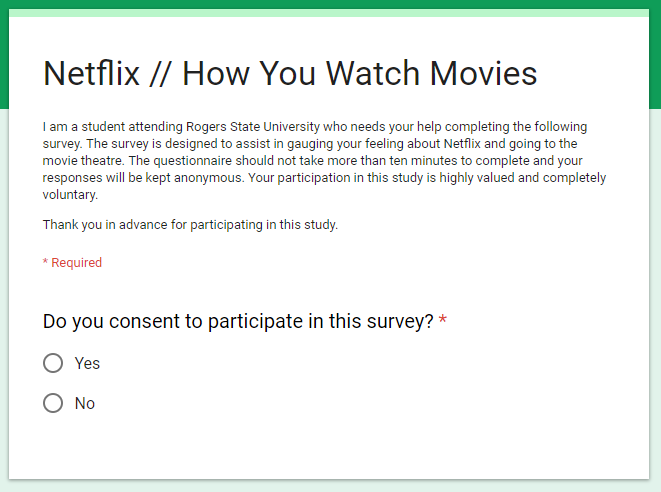 Netflix // How You Watch Movies
I am a student attending Rogers State University who needs your help completing the following
survey. The survey is designed to assist in gauging your feeling about Netflix and going to the
movie theatre. The questionnaire should not take more than ten minutes to complete and your
responses will be kept anonymous. Your participation in this study is highly valued and completely
voluntary.
Thank you in advance for participating in this study.
* Required
Do you consent to participate in this survey? *
Yes
No